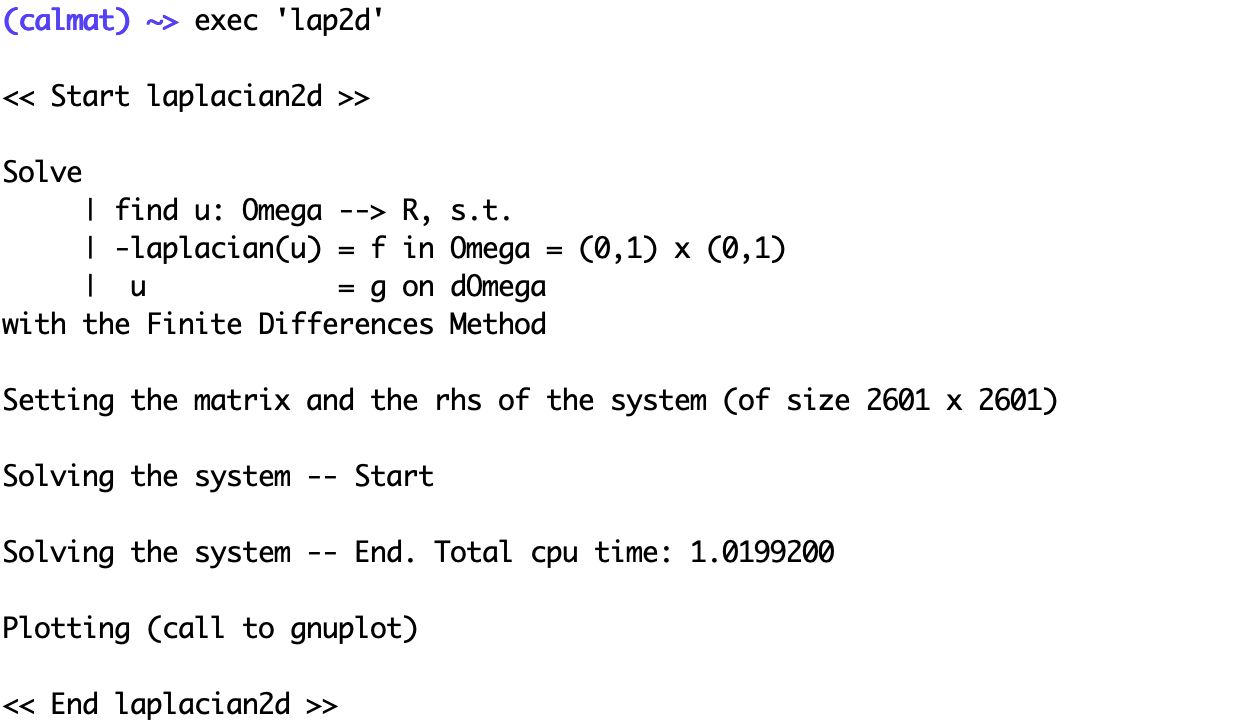 (calmat) ~> exec 'lap2d'
<< Start laplacian2d >>
Solve
| find u: Omega --> R, s.t.
| -laplacian(u) = f in Omega = (0,1) x (0,1)
| u = g on dOmega
with the Finite Differences Method
Setting the matrix and the rhs of the system (of size 2601 x 2601)
Solving the system -- Start
Solving the system -- End. Total cpu time: 1.0199200
Plotting (call to gnuplot)
<< End laplacian2d >>